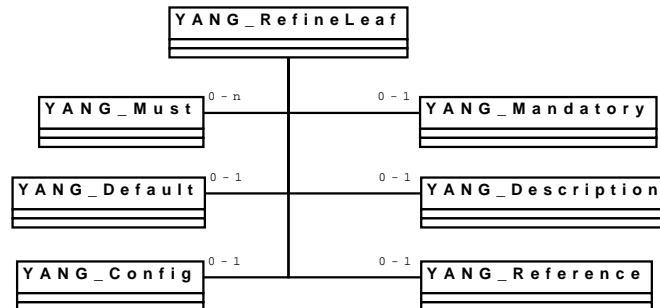 YANG_RefineLeaf
0-n 0-1
YANG_Must YANG_Mandatory
0-1 0-1
YANG_Default YANG_Description
0-1 0-1
YANG_Config YANG_Reference